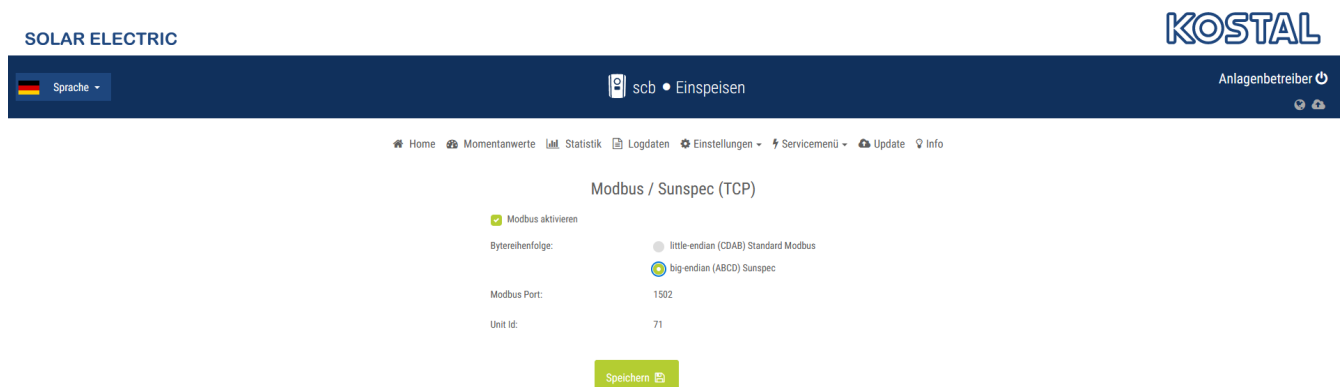 SOLAR ELECTRIC
KOSTAL
Sprache
scb • Einspeisen
Anlagenbetreiber
Home Momentanwerte Statistik Logdaten Einstellungen Servicemenü Update Info
Modbus / Sunspec (TCP)
Modbus aktivieren
Bytereihenfolge: little-endian (CDAB) Standard Modbus
big-endian (ABCD) Sunspec
Modbus Port: 1502
Unit Id: 71
Speichern